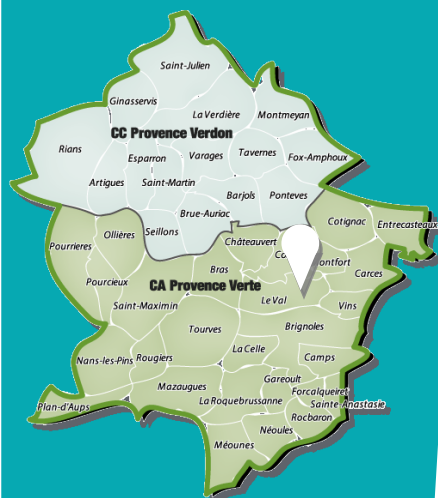 Saint-Julien
Ginasservis
La Verdière
Montmeyan
CC Provence Verdon
Rians
Esparron
Varages
Tavernes
Fox-Amphoux
Artigues
Saint-Martin
Barjols
Ponteves
Brue-Auriac
Seillons
Cotignac
Entrecasteaux
Ollières
Pourrieres
Châteauvert
Bras
Carces
Pourcieux
CA Provence Verte
Le Val
Saint-Maximin
Vins
Tourves
Brignoles
La Celle
Camps
Nans-les-Pins
Rougiers
Mazaugues
Gareoult
Forcalqueiret
La Roquebrussanne
Sainte-Anastasie
Plan-d'Aups
Rocbaron
Néoules
Méounes